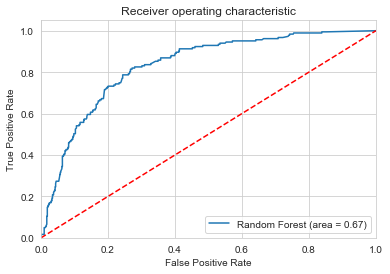 Receiver operating characteristic
1.0
0.8
0.6
0.4
0.2
0.0
True Positive Rate
Random Forest (area = 0.67)
0.0 0.2 0.4 0.6 0.8 1.0
False Positive Rate